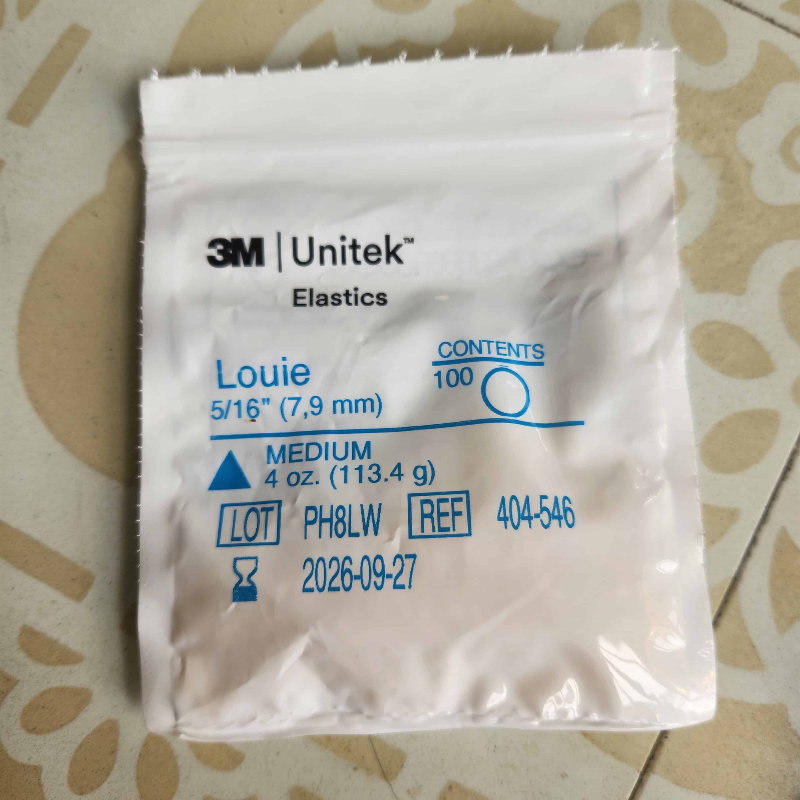 3M | Unitek™
Elastics
Louie
5/16" (7,9 mm)
CONTENTS
100
MEDIUM
4 oz. (113.4 g)
LOT PH8LW REF 404-546
2026-09-27